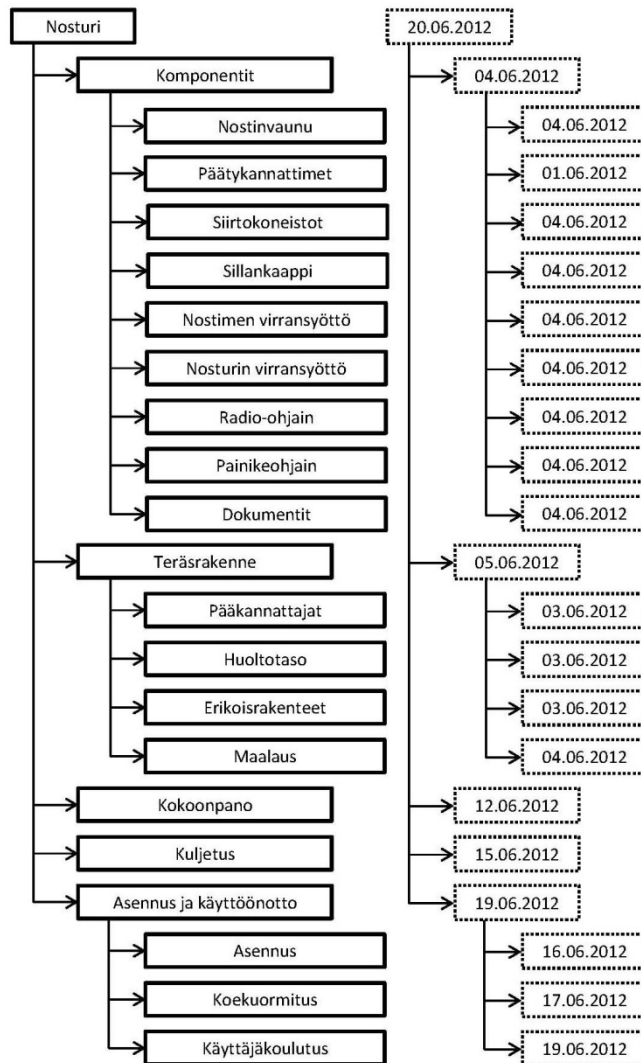 Nosturi 20.06.2012
Komponentit 04.06.2012
Nostinvaunu 04.06.2012
Päätykannattimet 01.06.2012
Siirtokoneistot 04.06.2012
Sillankaappi 04.06.2012
Nostimen virransyöttö 04.06.2012
Nosturin virransyöttö 04.06.2012
Radio-ohjain 04.06.2012
Painikeohjain 04.06.2012
Dokumentit 04.06.2012
Teräsrakenne 05.06.2012
Pääkannattajat 03.06.2012
Huoltotaso 03.06.2012
Erikoisrakenteet 03.06.2012
Maalaus 04.06.2012
Kokoonpano 12.06.2012
Kuljetus 15.06.2012
Asennus ja käyttöönotto 19.06.2012
Asennus 16.06.2012
Koekuormitus 17.06.2012
Käyttäjäkoulutus 19.06.2012